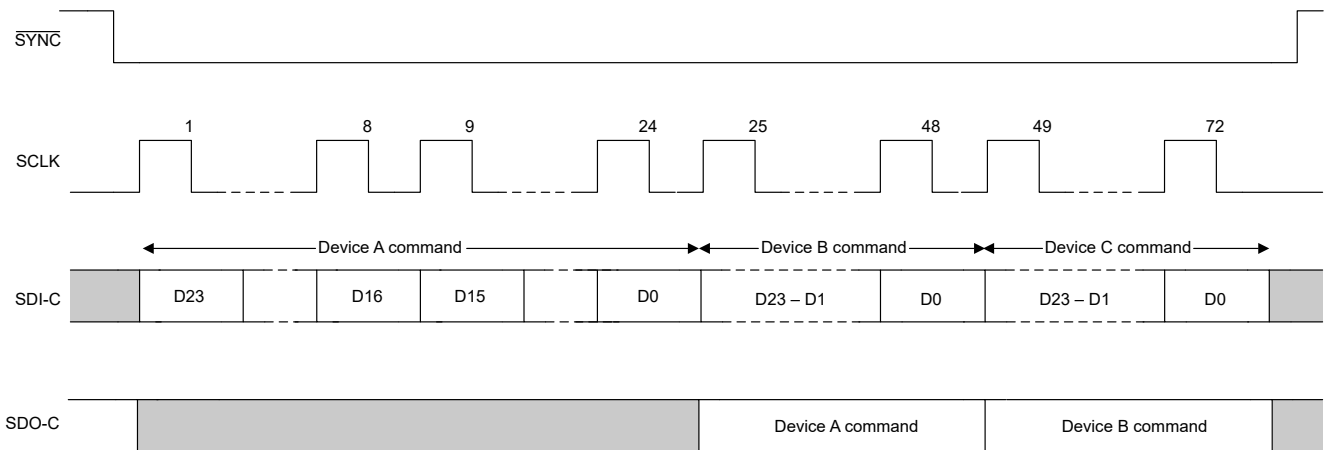 SYNC
1 8 9 24 25 48 49 72
SCLK
Device A command Device B command Device C command
SDI-C D23 D16 D15 D0 D23 – D1 D0 D23 – D1 D0
SDO-C Device A command Device B command